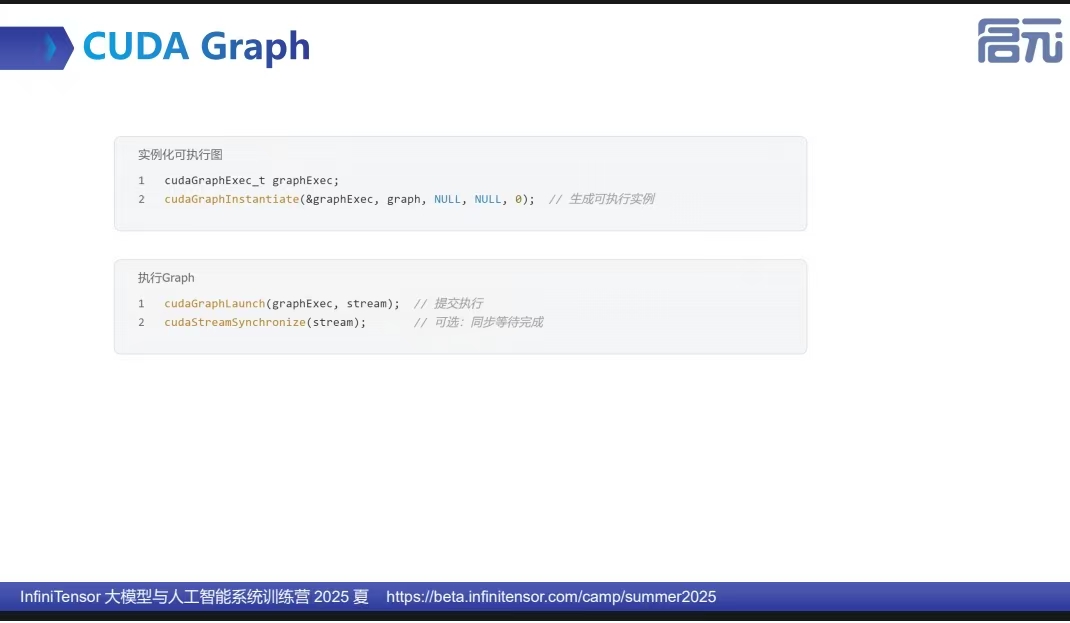 CUDA Graph
启元
实例化可执行图
1 cudaGraphExec_t graphExec;
2 cudaGraphInstantiate(&graphExec, graph, NULL, NULL, 0); // 生成可执行实例
执行Graph
1 cudaGraphLaunch(graphExec, stream); // 提交执行
2 cudaStreamSynchronize(stream); // 可选：同步等待完成
InfiniTensor 大模型与人工智能系统训练营 2025 夏 https://beta.infinitensor.com/camp/summer2025